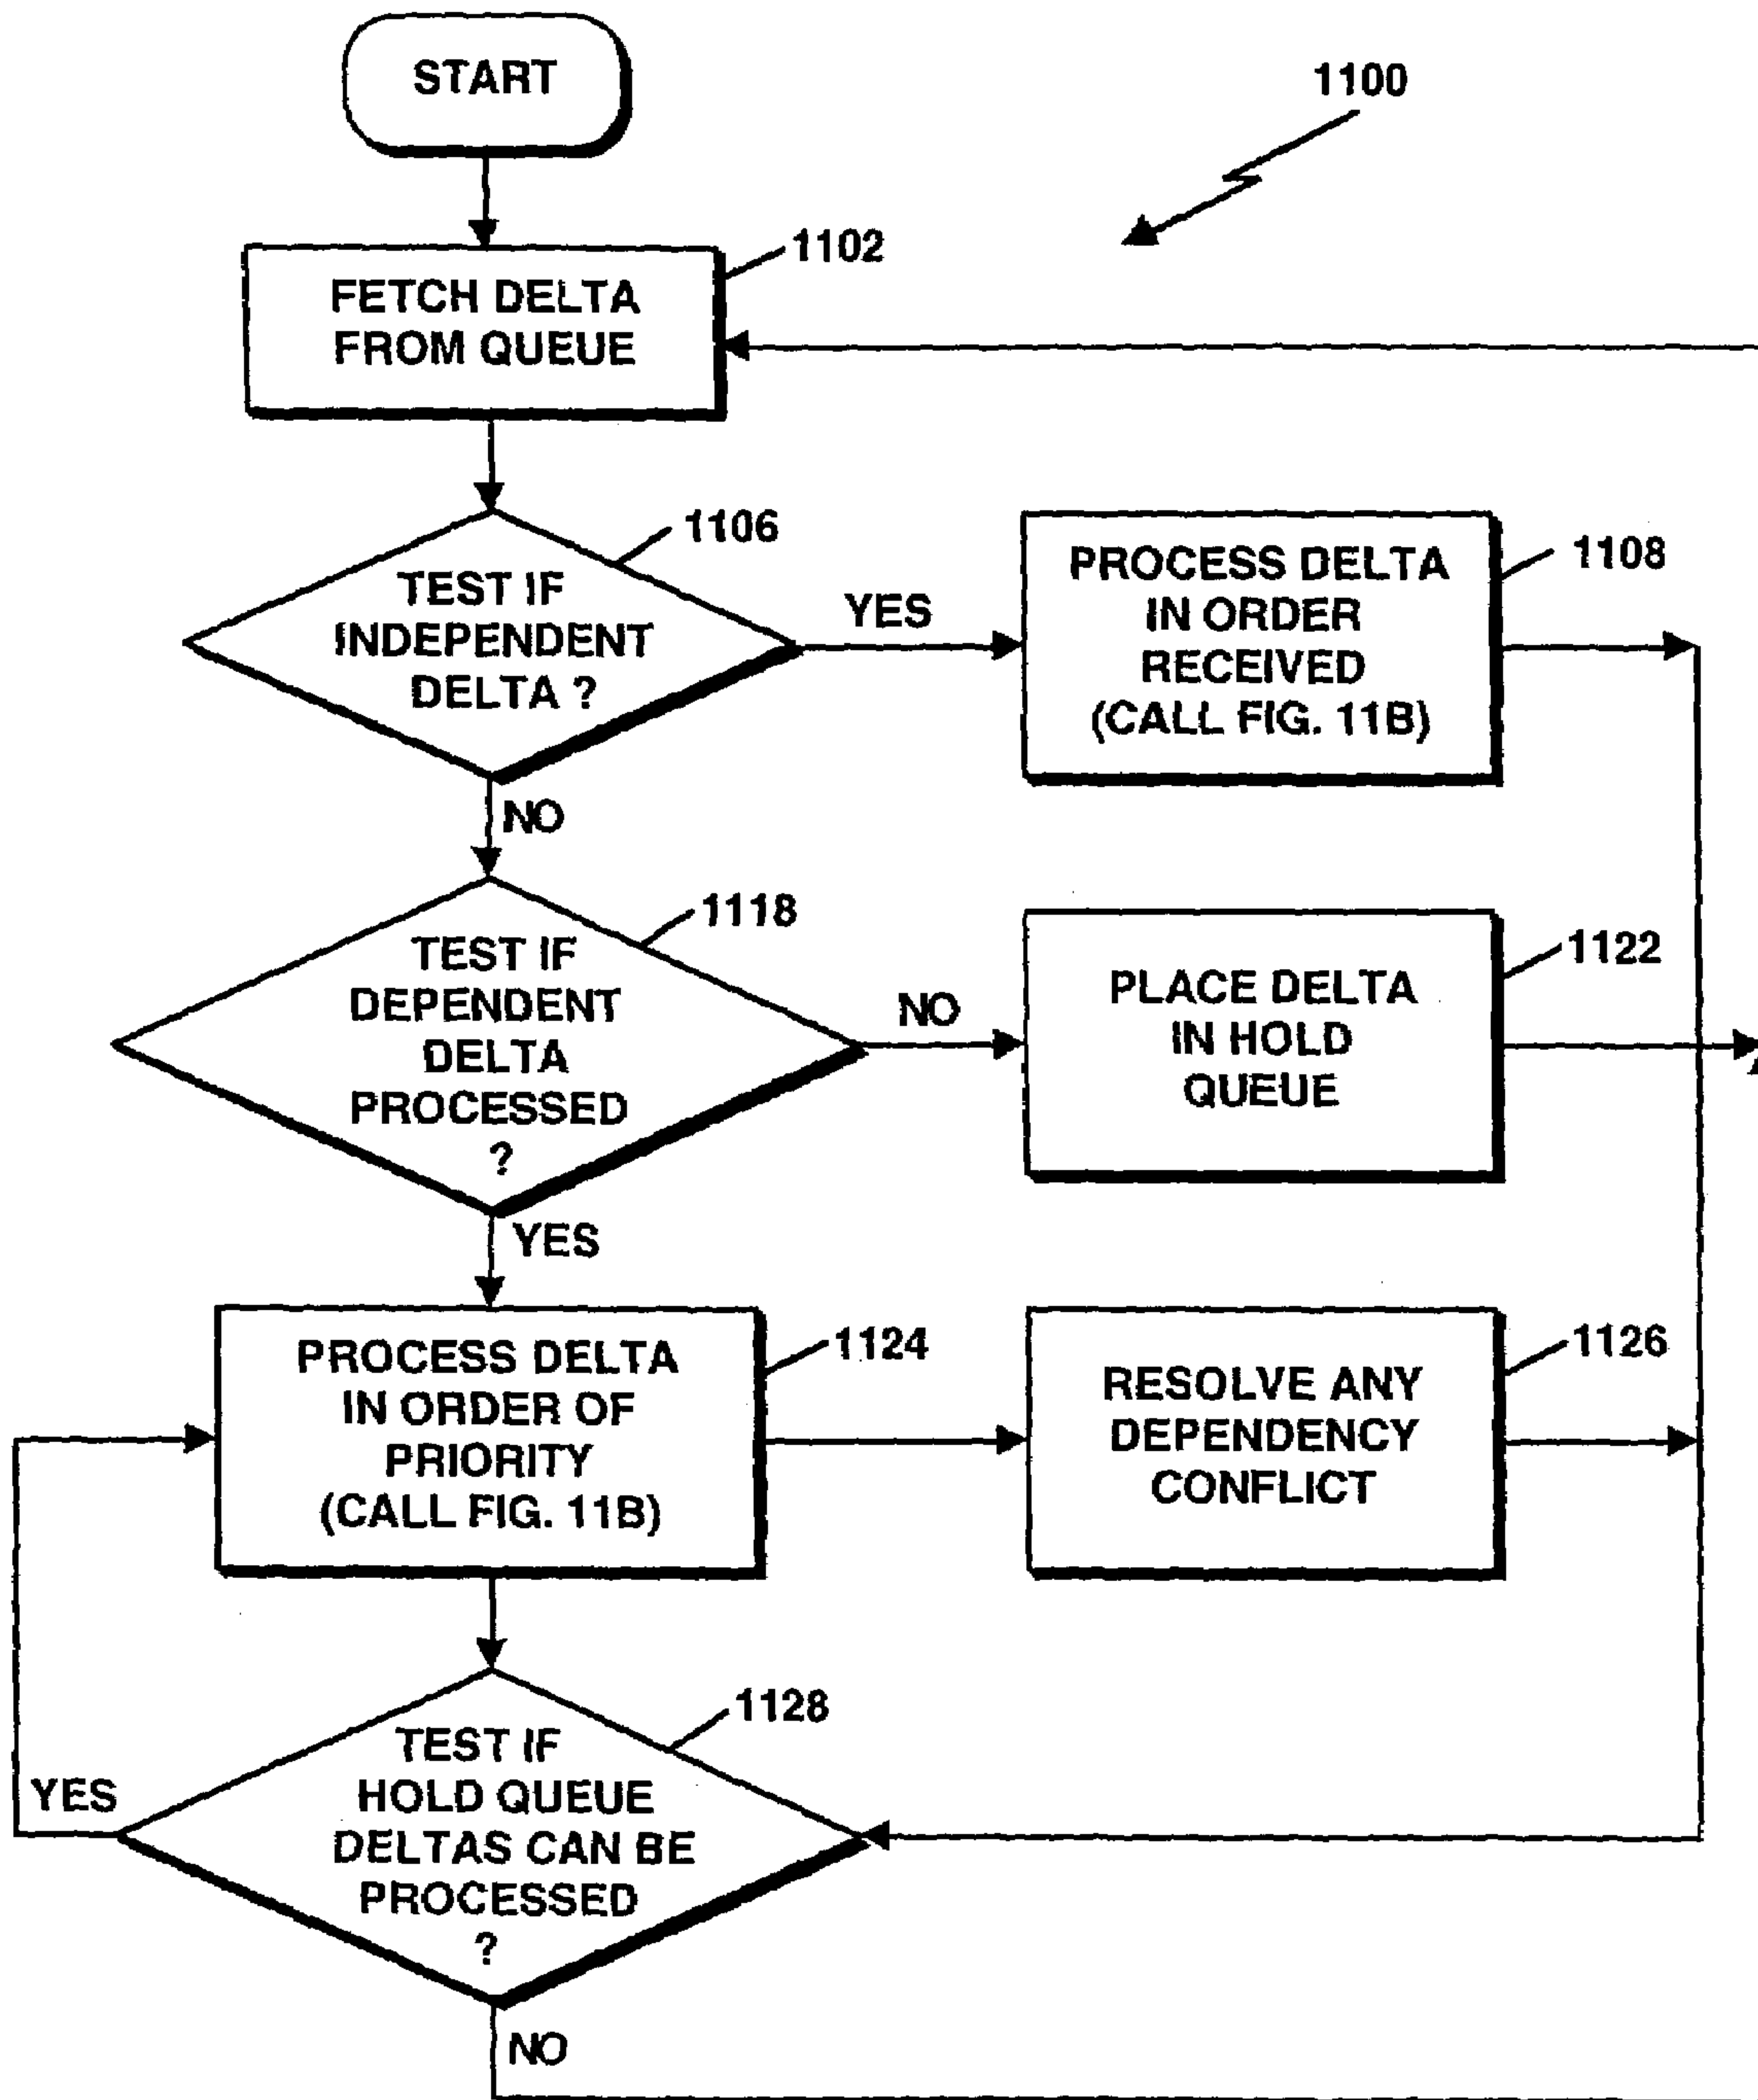 START
1100
1102
FETCH DELTA
FROM QUEUE
1106
TEST IF
INDEPENDENT
DELTA ?
YES
1108
PROCESS DELTA
IN ORDER
RECEIVED
(CALL FIG. 11B)
NO
1118
TEST IF
DEPENDENT
DELTA
PROCESSED
?
NO
1122
PLACE DELTA
IN HOLD
QUEUE
YES
1124
PROCESS DELTA
IN ORDER OF
PRIORITY
(CALL FIG. 11B)
1126
RESOLVE ANY
DEPENDENCY
CONFLICT
1128
TEST IF
HOLD QUEUE
DELTAS CAN BE
PROCESSED
?
YES
NO